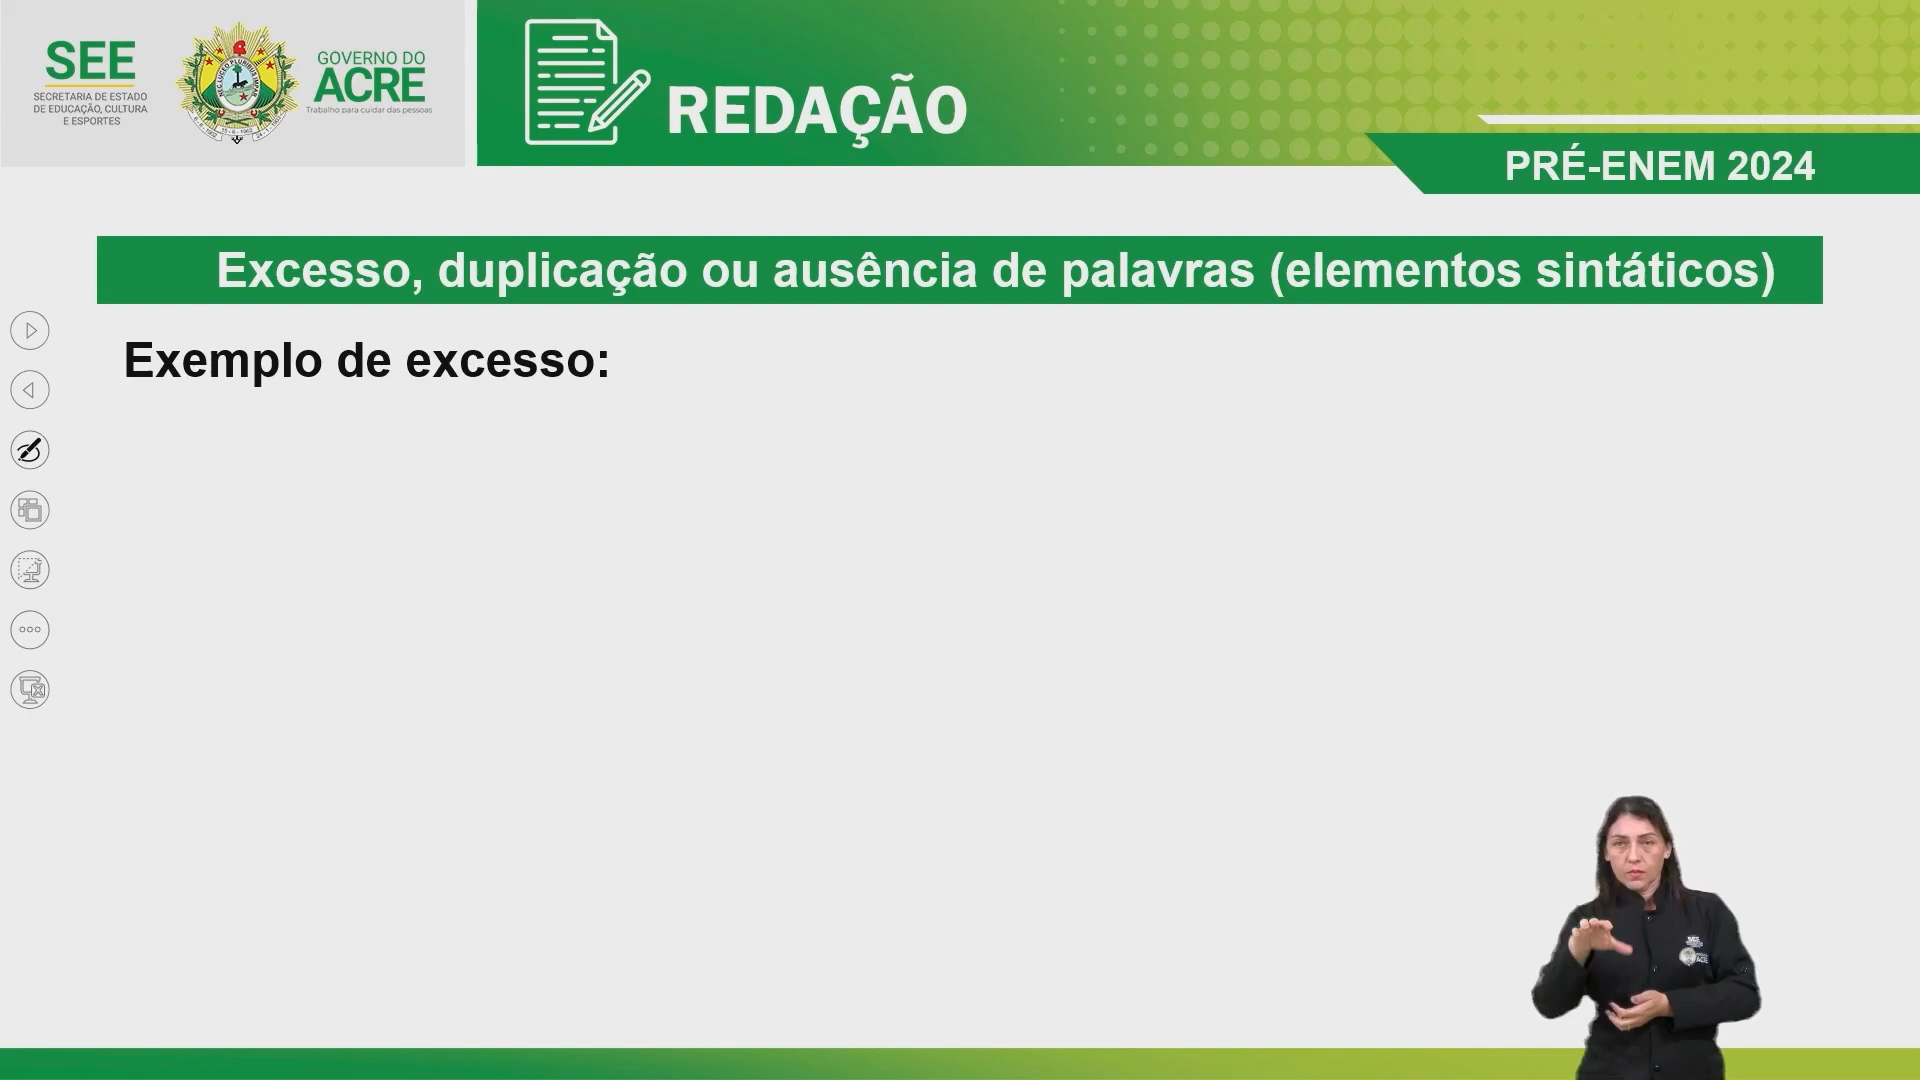 SEE
SECRETARIA DE ESTADO
DE EDUCAÇÃO, CULTURA
E ESPORTES
GOVERNO DO
ACRE
Trabalho para cuidar das pessoas
REDAÇÃO
PRÉ-ENEM 2024
Excesso, duplicação ou ausência de palavras (elementos sintáticos)
Exemplo de excesso: